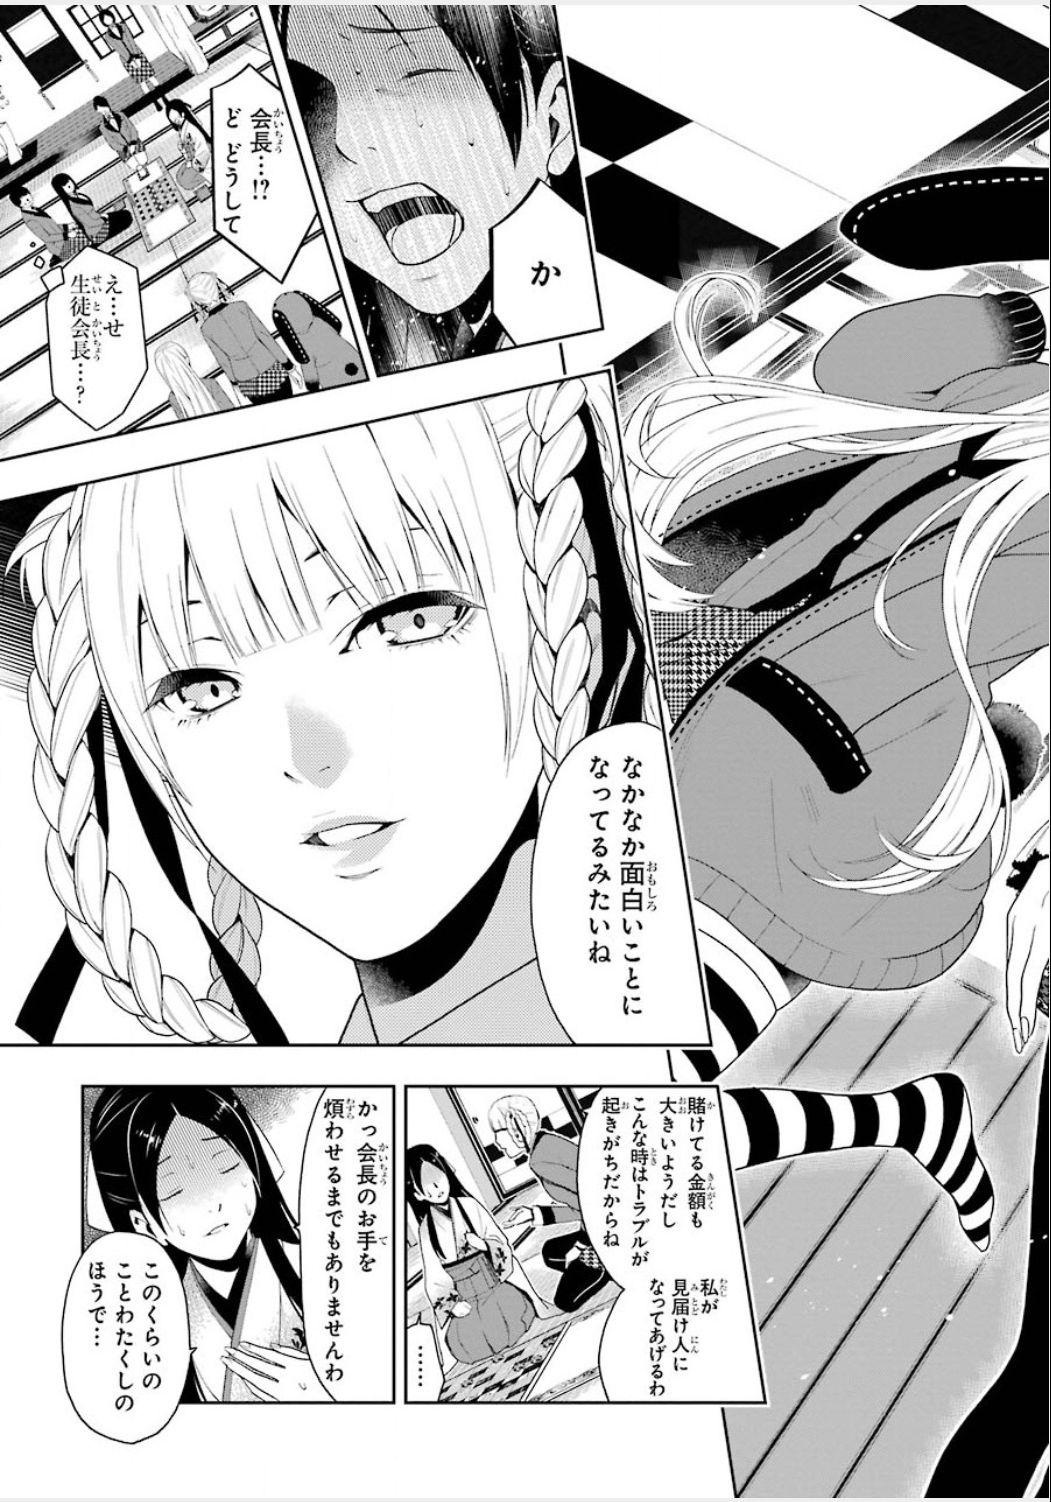 か
会長…!?
ど どうして
え…せ
生徒会長…?
なかなか面白いことに
なってるみたいね
賭けてる金額も
大きいようだし
こんな時はトラブルが
起きがちだからね
私が
見届け人に
なってあげるわ
……
かっ会長のお手を
煩わせるまでもありませんわ
このくらいの
ことわたくしの
ほうで…